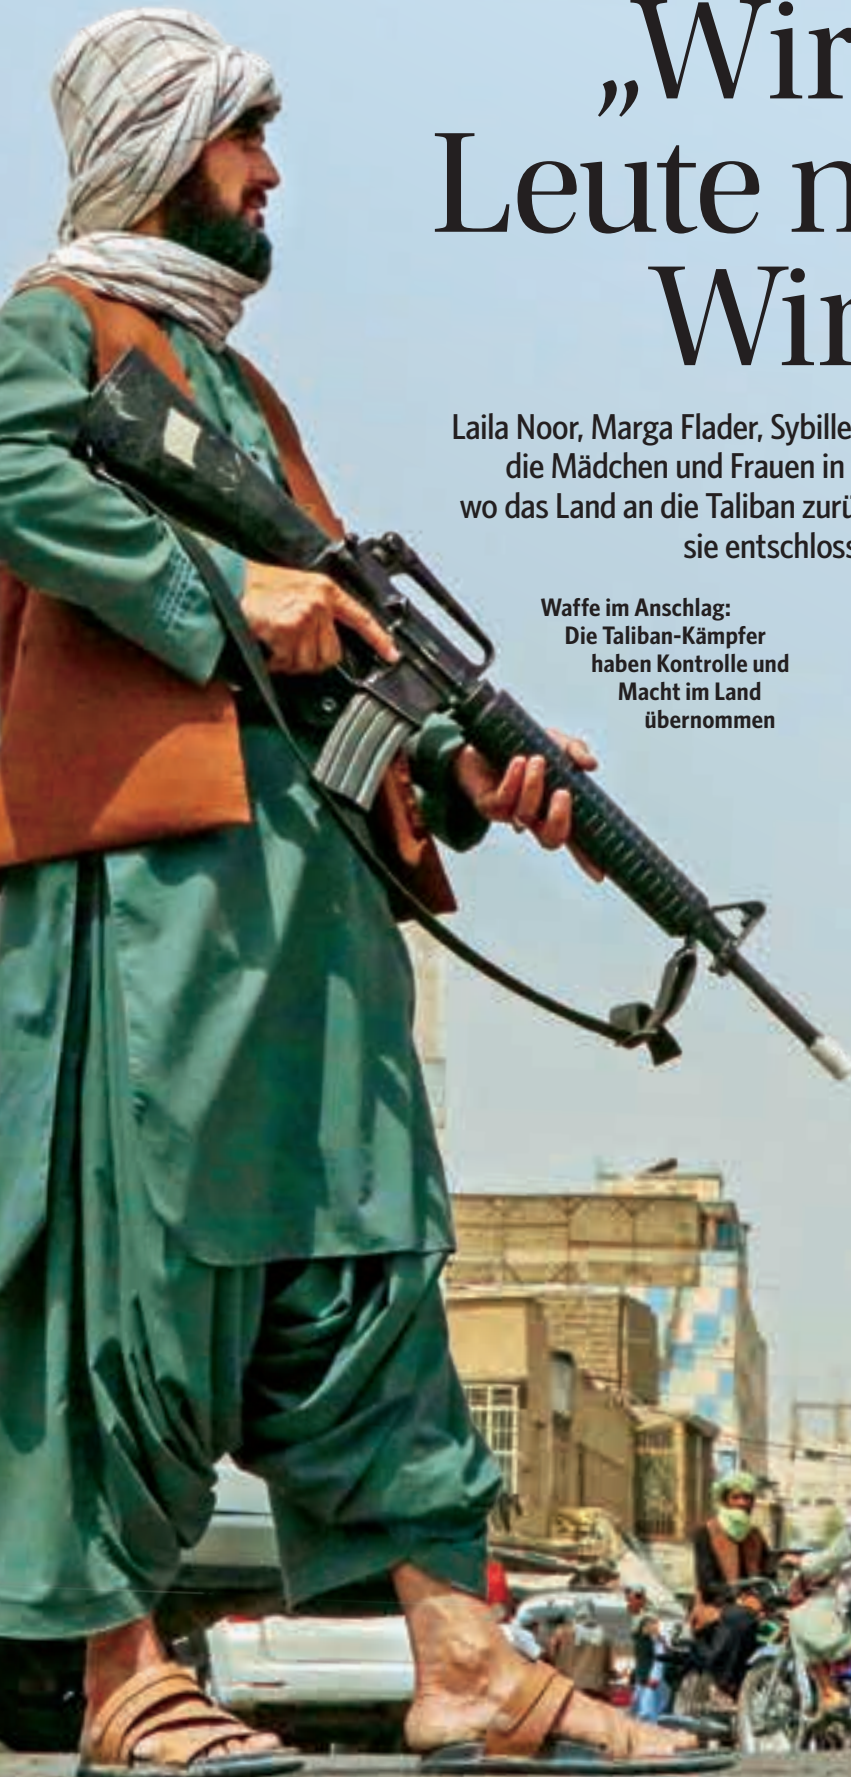 „Wir
Leute n
Wir
Laila Noor, Marga Flader, Sybille
die Mädchen und Frauen in
wo das Land an die Taliban zurü
sie entschloss
Waffe im Anschlag:
Die Taliban-Kämpfer
haben Kontrolle und
Macht im Land
übernommen